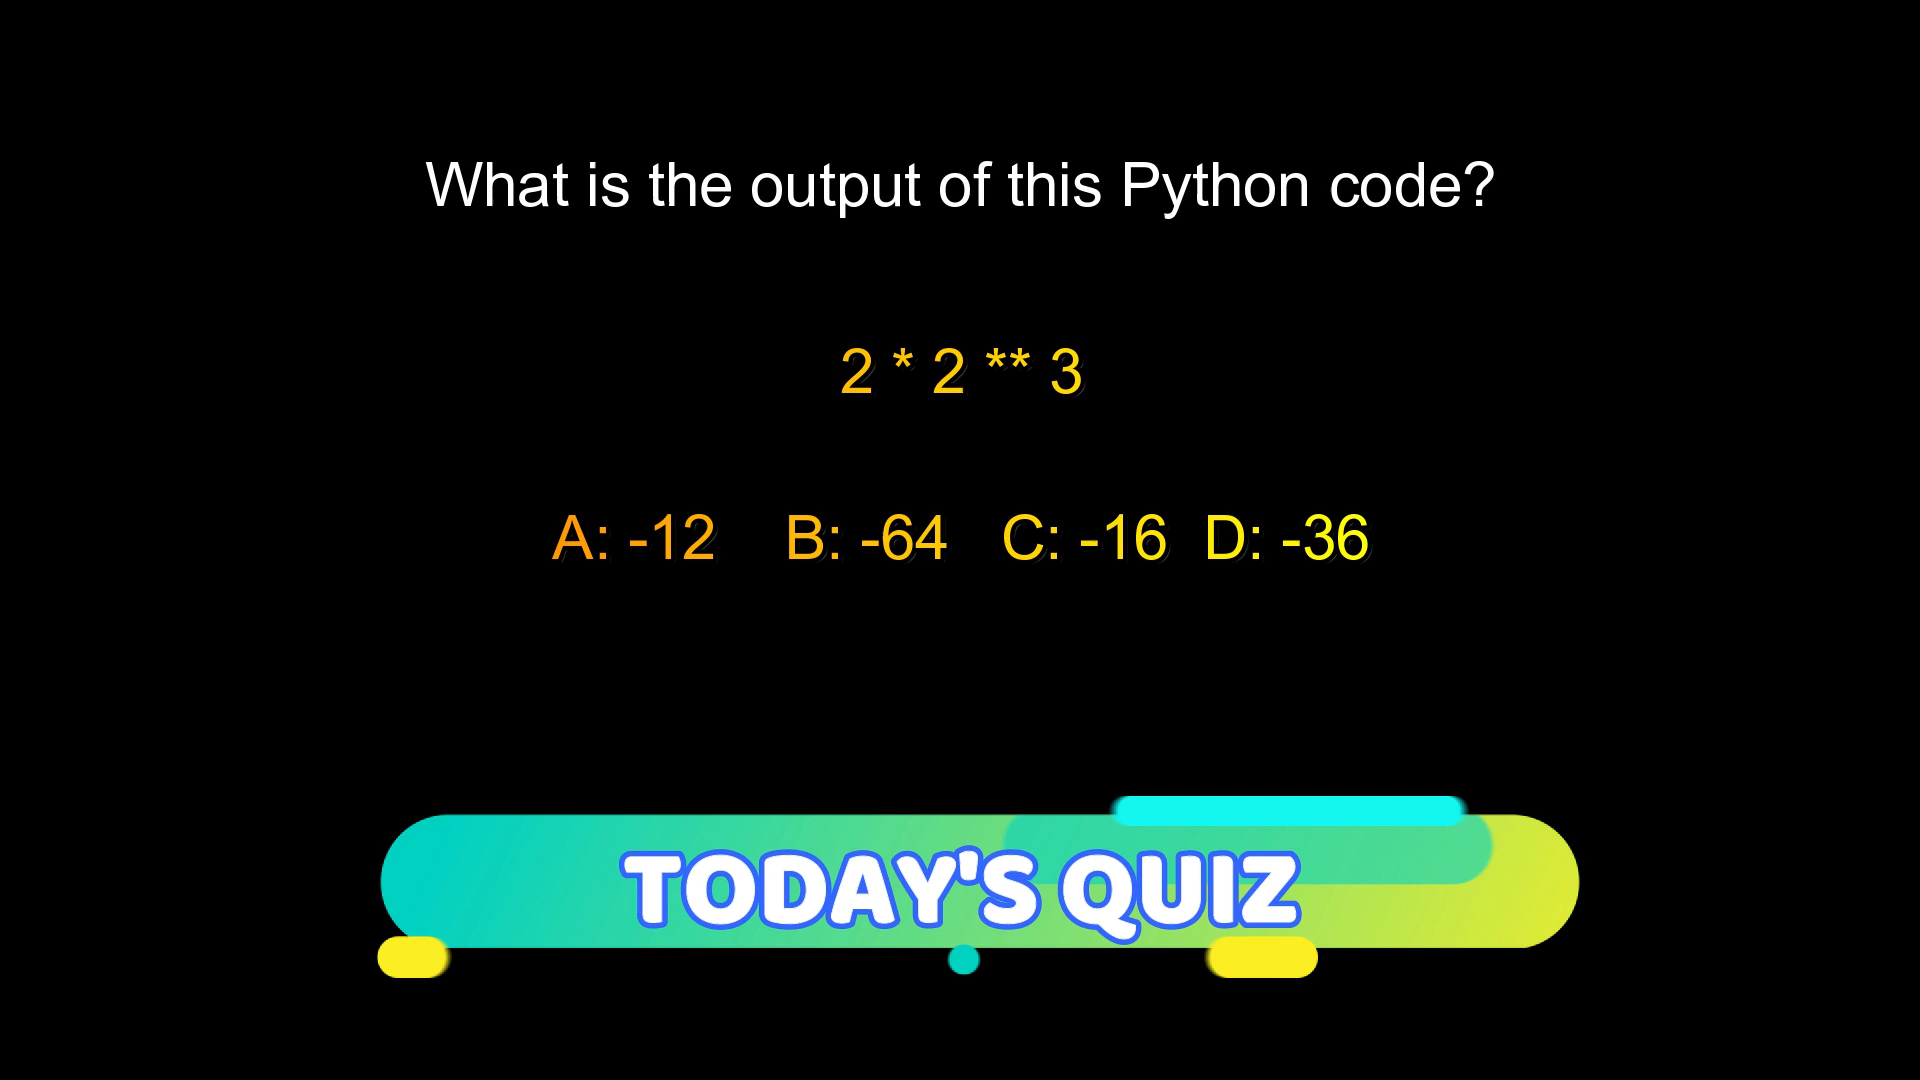 What is the output of this Python code?
2 * 2 ** 3
A: -12 B: -64 C: -16 D: -36
TODAY'S QUIZ